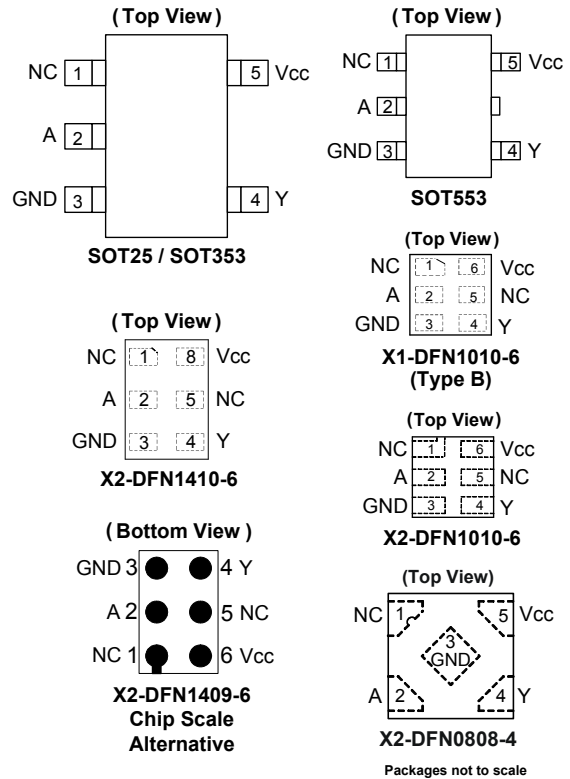 (Top View)
NC 1 5 Vcc
A 2
GND 3 4 Y
SOT25 / SOT353
(Top View)
NC 1 5 Vcc
A 2
GND 3 4 Y
SOT553
(Top View)
NC 1 6 Vcc
A 2 5 NC
GND 3 4 Y
X1-DFN1010-6
(Type B)
(Top View)
NC 1 8 Vcc
A 2 5 NC
GND 3 4 Y
X2-DFN1410-6
(Top View)
NC 1 6 Vcc
A 2 5 NC
GND 3 4 Y
X2-DFN1010-6
(Bottom View )
GND 3 4 Y
A 2 5 NC
NC 1 6 Vcc
X2-DFN1409-6
Chip Scale
Alternative
(Top View)
NC 1 5 Vcc
3
GND
A 2 4 Y
X2-DFN0808-4
Packages not to scale